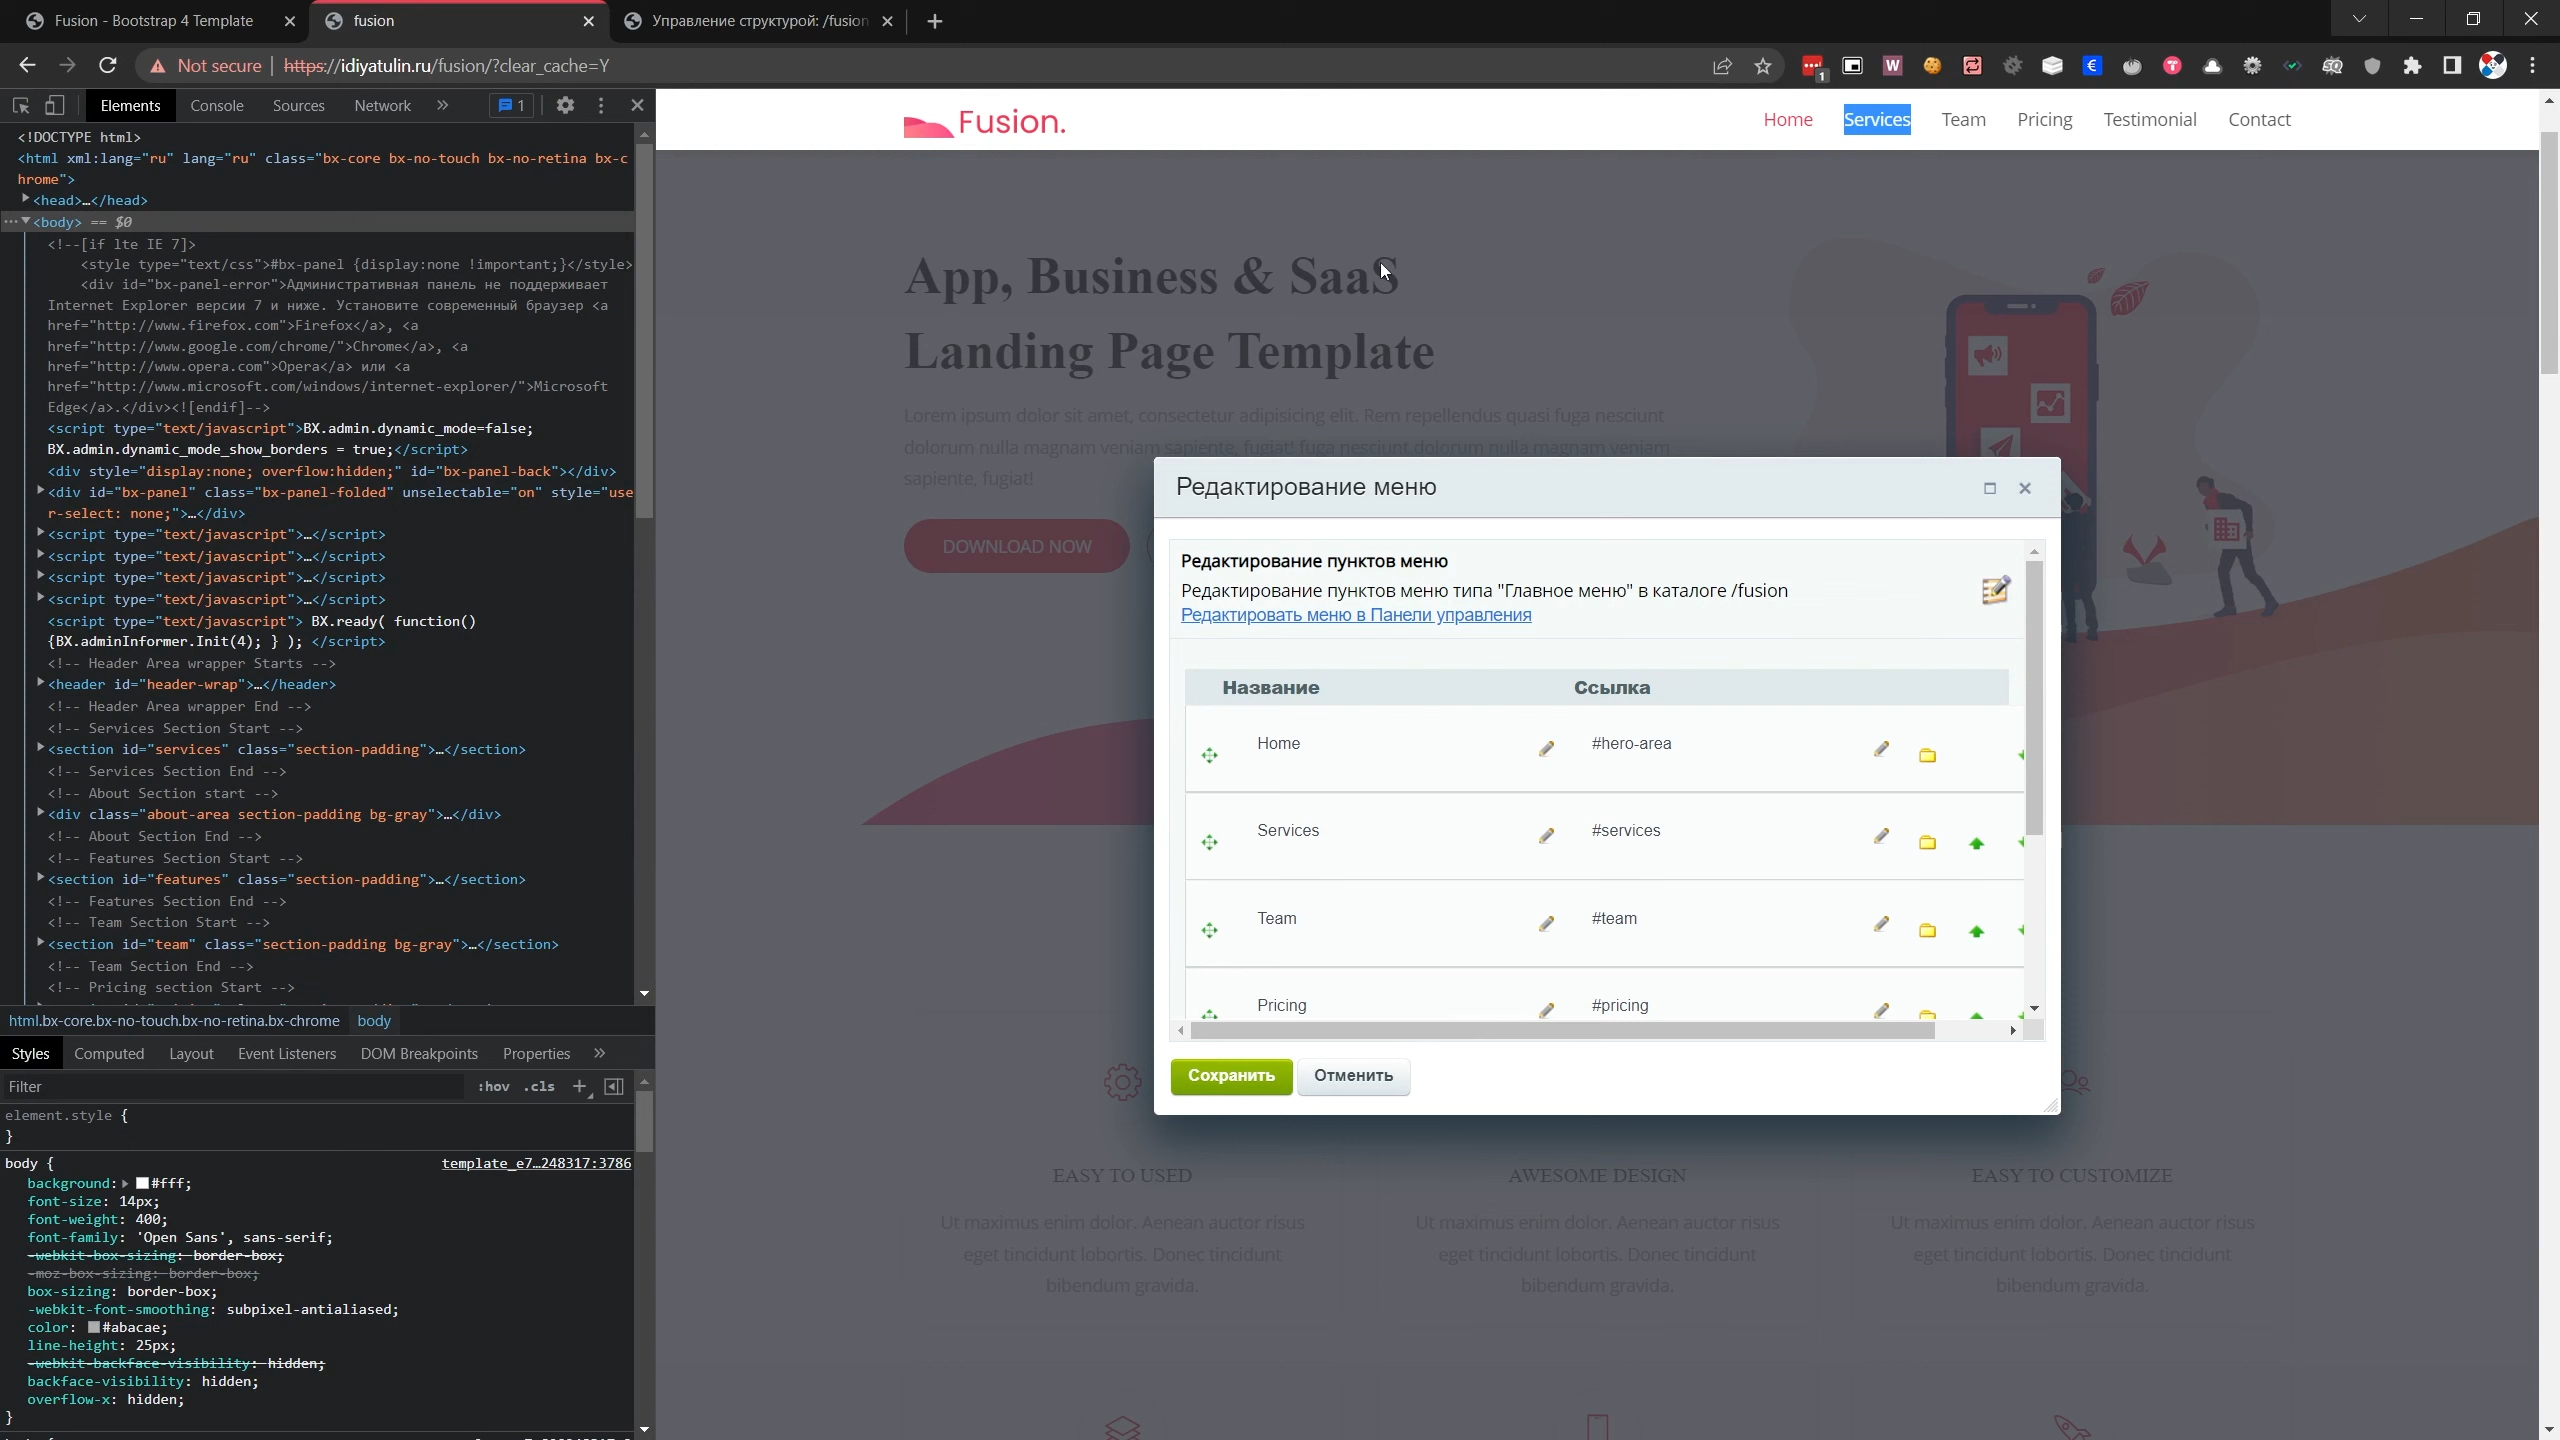 Fusion - Bootstrap 4 Template
fusion
Управление структурой: /fusion
Not secure
https://idiyatulin.ru/fusion/?clear_cache=Y
1
Elements
Console
Sources
Network
1
<!DOCTYPE html>
<html xml:lang="ru" lang="ru" class="bx-core bx-no-touch bx-no-retina bx-c
hrome">
<head>…</head>
<body> == $0
<!--[if lte IE 7]>
<style type="text/css">#bx-panel {display:none !important;}</style>
<div id="bx-panel-error">Административная панель не поддерживает
Internet Explorer версии 7 и ниже. Установите современный браузер <a
href="http://www.firefox.com">Firefox</a>, <a
href="http://www.google.com/chrome/">Chrome</a>, <a
href="http://www.opera.com">Opera</a> или <a
href="http://www.microsoft.com/windows/internet-explorer/">Microsoft
Edge</a>.</div><![endif]-->
<script type="text/javascript">BX.admin.dynamic_mode=false;
BX.admin.dynamic_mode_show_borders = true;</script>
<div style="display:none; overflow:hidden;" id="bx-panel-back"></div>
<div id="bx-panel" class="bx-panel-folded" unselectable="on" style="use
r-select: none;">…</div>
<script type="text/javascript">…</script>
<script type="text/javascript">…</script>
<script type="text/javascript">…</script>
<script type="text/javascript">…</script>
<script type="text/javascript"> BX.ready( function()
{BX.adminInformer.Init(4); } ); </script>
<!-- Header Area wrapper Starts -->
<header id="header-wrap">…</header>
<!-- Header Area wrapper End -->
<!-- Services Section Start -->
<section id="services" class="section-padding">…</section>
<!-- Services Section End -->
<!-- About Section start -->
<div class="about-area section-padding bg-gray">…</div>
<!-- About Section End -->
<!-- Features Section Start -->
<section id="features" class="section-padding">…</section>
<!-- Features Section End -->
<!-- Team Section Start -->
<section id="team" class="section-padding bg-gray">…</section>
<!-- Team Section End -->
<!-- Pricing section Start -->
html.bx-core.bx-no-touch.bx-no-retina.bx-chrome
body
Styles
Computed
Layout
Event Listeners
DOM Breakpoints
Properties
Filter
:hov
.cls
element.style {
}
body {
template_e7…248317:3786
background: #fff;
font-size: 14px;
font-weight: 400;
font-family: 'Open Sans', sans-serif;
-webkit-box-sizing: border-box;
-moz-box-sizing: border-box;
box-sizing: border-box;
-webkit-font-smoothing: subpixel-antialiased;
color: #abacae;
line-height: 25px;
-webkit-backface-visibility: hidden;
backface-visibility: hidden;
overflow-x: hidden;
}
Fusion.
Home
Services
Team
Pricing
Testimonial
Contact
App, Business & SaaS
Landing Page Template
Lorem ipsum dolor sit amet, consectetur adipisicing elit. Rem repellendus quasi fuga nesciunt
dolorum nulla magnam veniam sapiente, fugiat! fuga nesciunt dolorum nulla magnam veniam
sapiente, fugiat!
DOWNLOAD NOW
Редактирование меню
Редактирование пунктов меню
Редактирование пунктов меню типа "Главное меню" в каталоге /fusion
Редактировать меню в Панели управления
Название
Ссылка
Home
#hero-area
Services
#services
Team
#team
Pricing
#pricing
Сохранить
Отменить
EASY TO USED
Ut maximus enim dolor. Aenean auctor risus
eget tincidunt lobortis. Donec tincidunt
bibendum gravida.
AWESOME DESIGN
Ut maximus enim dolor. Aenean auctor risus
eget tincidunt lobortis. Donec tincidunt
bibendum gravida.
EASY TO CUSTOMIZE
Ut maximus enim dolor. Aenean auctor risus
eget tincidunt lobortis. Donec tincidunt
bibendum gravida.